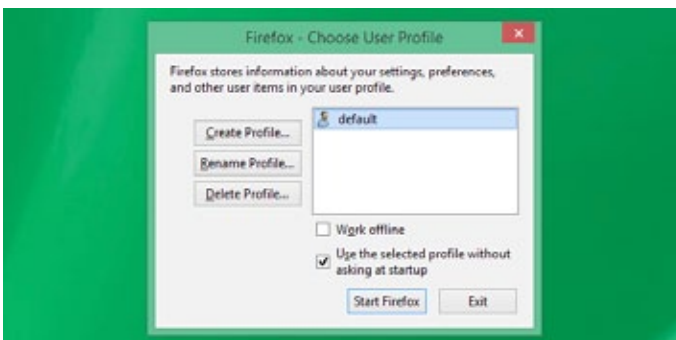 Firefox - Choose User Profile
Firefox stores information about your settings, preferences,
and other user items in your user profile.
default
Create Profile...
Rename Profile...
Delete Profile...
Work offline
Use the selected profile without
asking at startup
Start Firefox
Exit